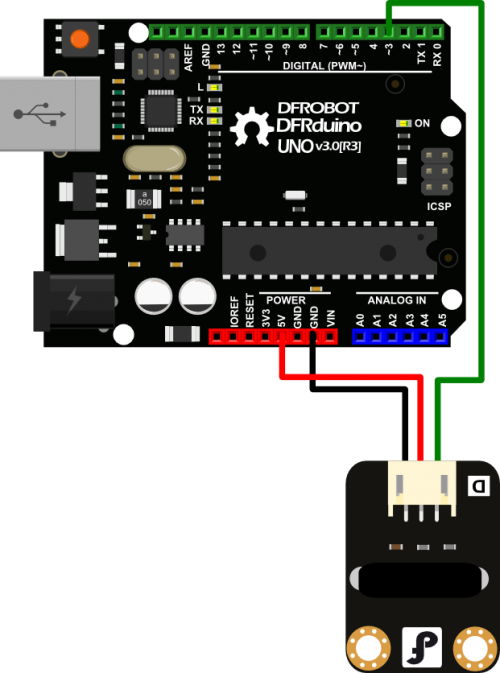 AREF
GND
13
12
~11
~10
~9
8
7
~6
~5
4
~3
2
TX 1
RX 0
DIGITAL (PWM~)
L
TX
RX
DFROBOT
DFRduino
UNO v3.0[R3]
ON
ICSP
a
050
POWER
ANALOG IN
IOREF
RESET
3V3
5V
GND
GND
VIN
A0
A1
A2
A3
A4
A5
D